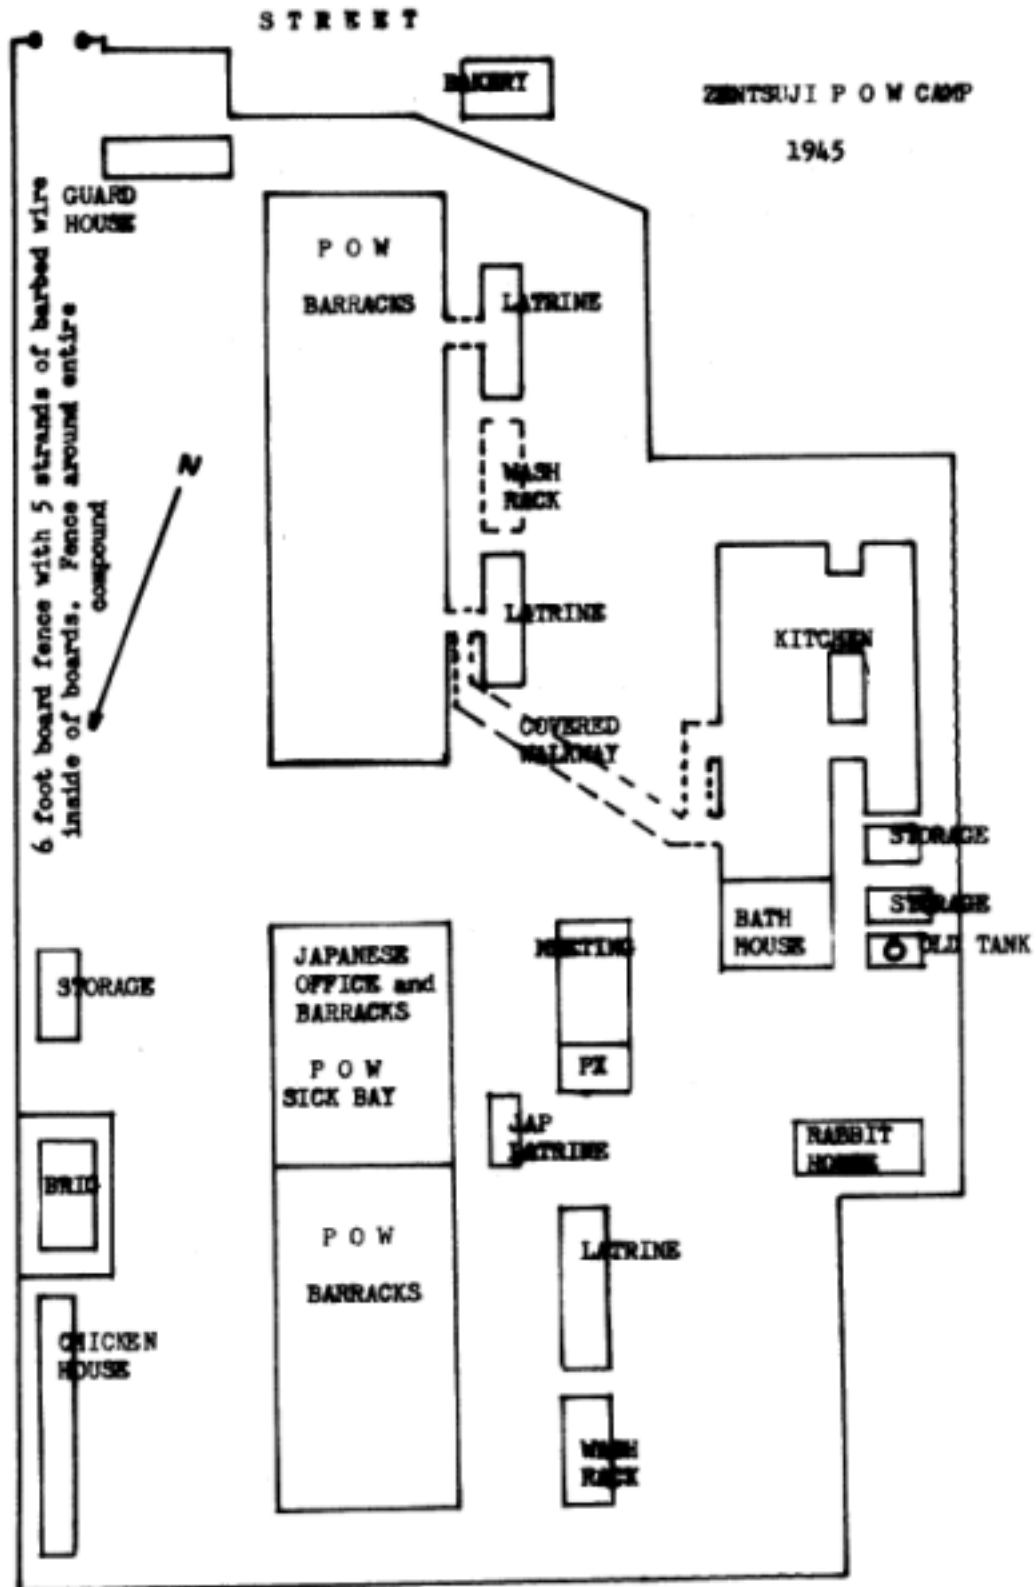 S T R E E T
BAKERY
ZENTSUJI P O W CAMP
1945
GUARD
HOUSE
6 foot board fence with 5 strands of barbed wire
inside of boards. Fence around entire
compound
N
P O W
BARRACKS
LATRINE
WASH
RACK
LATRINE
KITCHEN
COVERED
WALKWAY
STORAGE
STORAGE
BATH
HOUSE
OLD TANK
STORAGE
JAPANESE
OFFICE and
BARRACKS
P O W
SICK BAY
MEETING
PX
JAP
LATRINE
RABBIT
HOUSE
BRIG
P O W
BARRACKS
LATRINE
CHICKEN
HOUSE
WASH
RACK